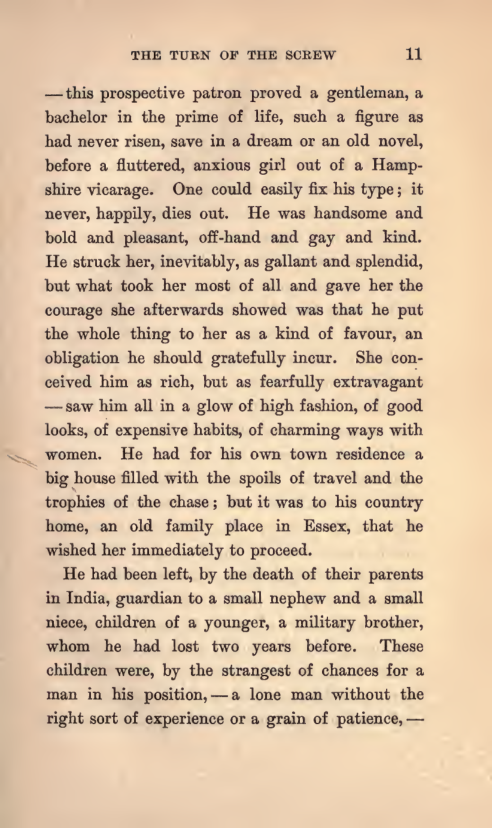 THE TURN OF THE SCREW 11
— this prospective patron proved a gentleman, a
bachelor in the prime of life, such a figure as
had never risen, save in a dream or an old novel,
before a fluttered, anxious girl out of a Hamp-
shire vicarage. One could easily fix his type; it
never, happily, dies out. He was handsome and
bold and pleasant, off-hand and gay and kind.
He struck her, inevitably, as gallant and splendid,
but what took her most of all and gave her the
courage she afterwards showed was that he put
the whole thing to her as a kind of favour, an
obligation he should gratefully incur. She con-
ceived him as rich, but as fearfully extravagant
— saw him all in a glow of high fashion, of good
looks, of expensive habits, of charming ways with
women. He had for his own town residence a
big house filled with the spoils of travel and the
trophies of the chase; but it was to his country
home, an old family place in Essex, that he
wished her immediately to proceed.
He had been left, by the death of their parents
in India, guardian to a small nephew and a small
niece, children of a younger, a military brother,
whom he had lost two years before. These
children were, by the strangest of chances for a
man in his position, — a lone man without the
right sort of experience or a grain of patience, —